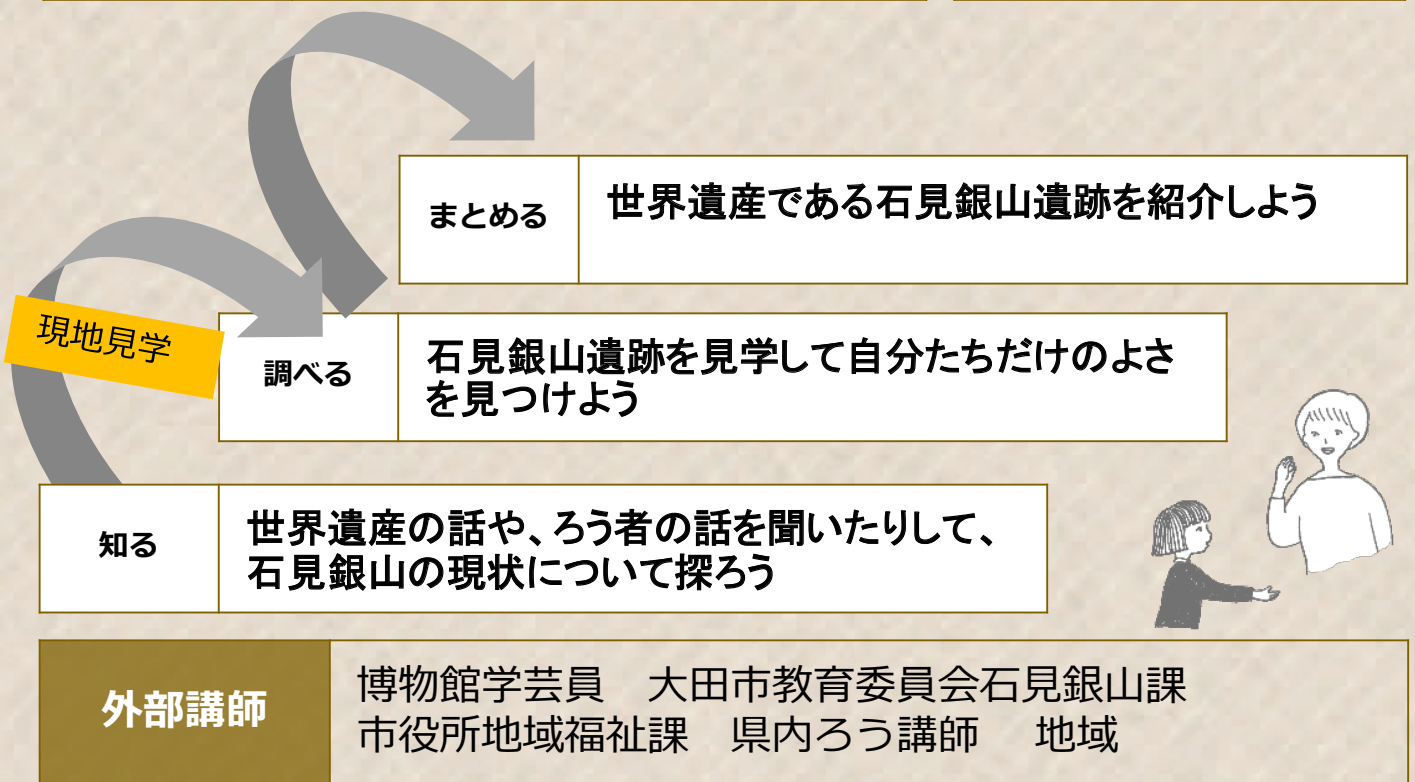 まとめる
世界遺産である石見銀山遺跡を紹介しよう
現地見学
調べる
石見銀山遺跡を見学して自分たちだけのよさ
を見つけよう
知る
世界遺産の話や、ろう者の話を聞いたりして、
石見銀山の現状について探ろう
外部講師
博物館学芸員　大田市教育委員会石見銀山課
市役所地域福祉課　県内ろう講師　地域